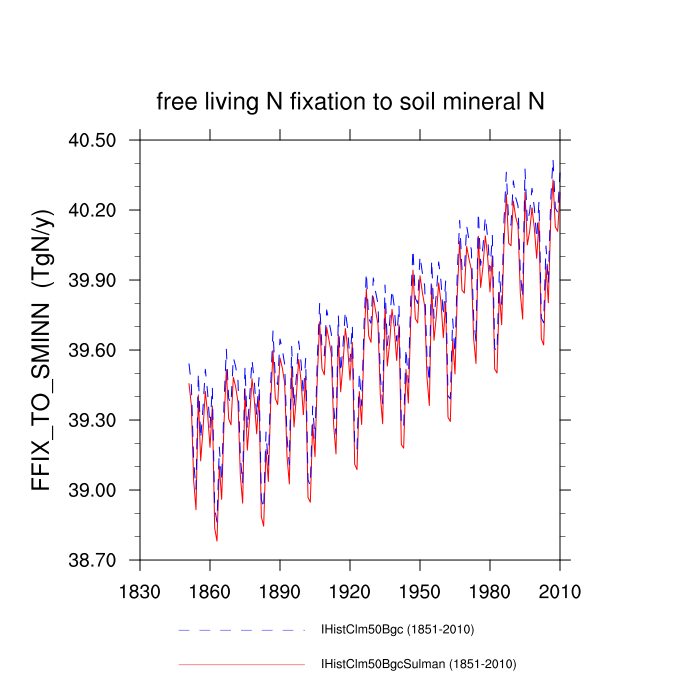 free living N fixation to soil mineral N
FFIX_TO_SMINN (TgN/y)
40.50
40.20
39.90
39.60
39.30
39.00
38.70
1830 1860 1890 1920 1950 1980 2010
IHistClm50Bgc (1851-2010)
IHistClm50BgcSulman (1851-2010)